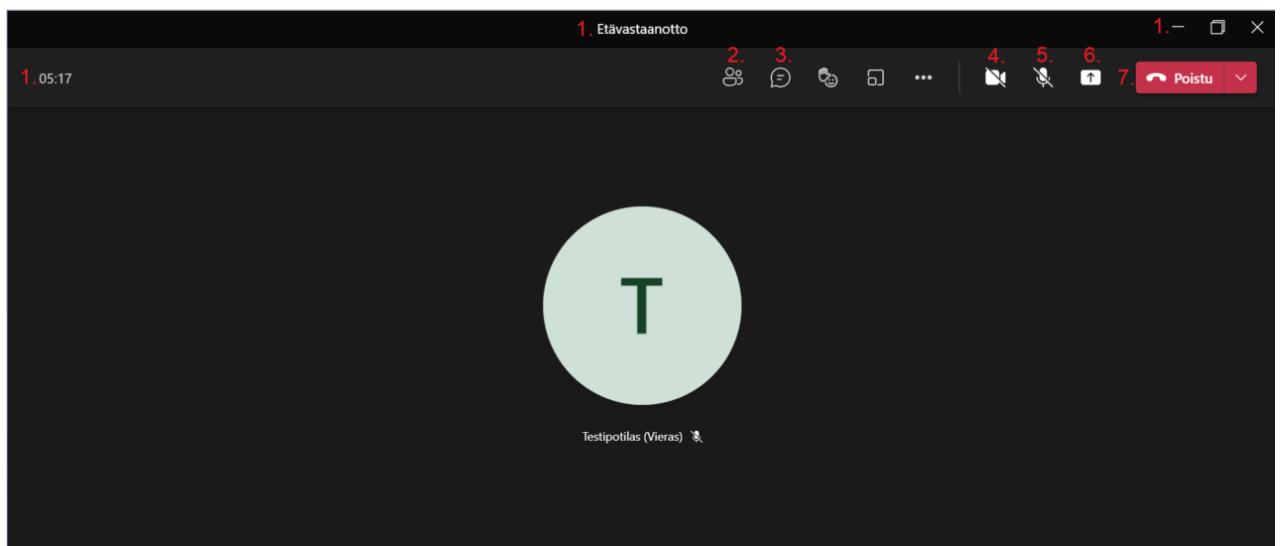 1. Etävastaanotto 1.
2. 3. 4. 5. 6.
1. 05:17 7. Poistu
T
Testipotilas (Vieras)